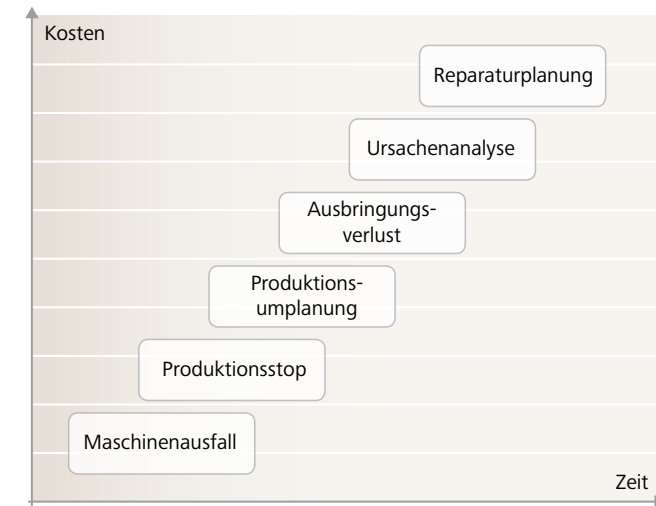 Kosten
Reparaturplanung
Ursachenanalyse
Ausbringungs-
verlust
Produktions-
umplanung
Produktionsstop
Maschinenausfall
Zeit